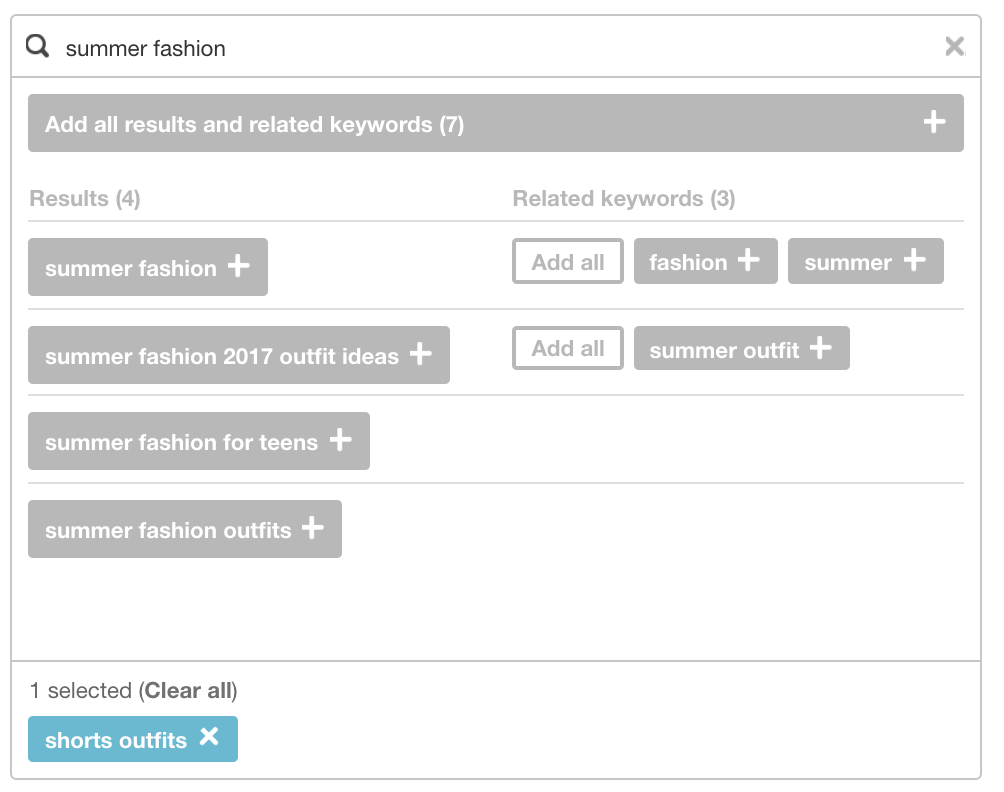 summer fashion
Add all results and related keywords (7)
Results (4)
Related keywords (3)
summer fashion
Add all
fashion
summer
summer fashion 2017 outfit ideas
Add all
summer outfit
summer fashion for teens
summer fashion outfits
1 selected (Clear all)
shorts outfits